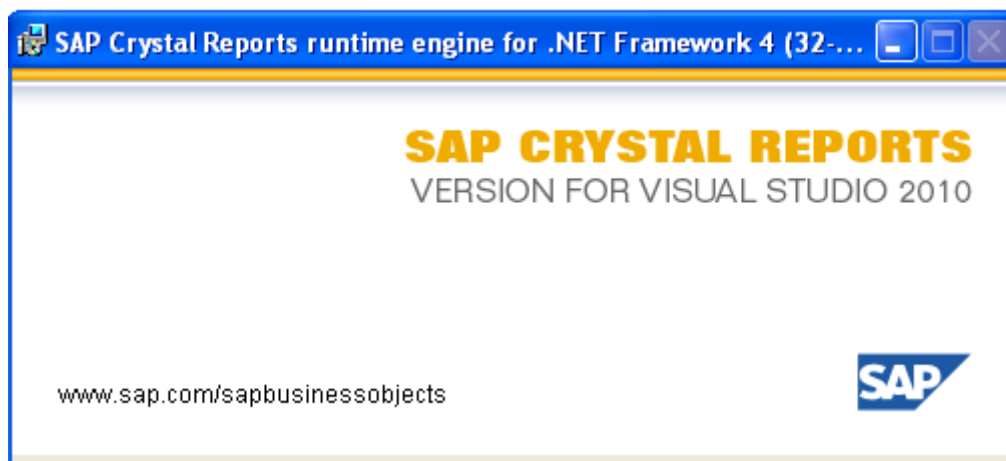 SAP Crystal Reports runtime engine for .NET Framework 4 (32-...
SAP CRYSTAL REPORTS
VERSION FOR VISUAL STUDIO 2010
www.sap.com/sapbusinessobjects
SAP